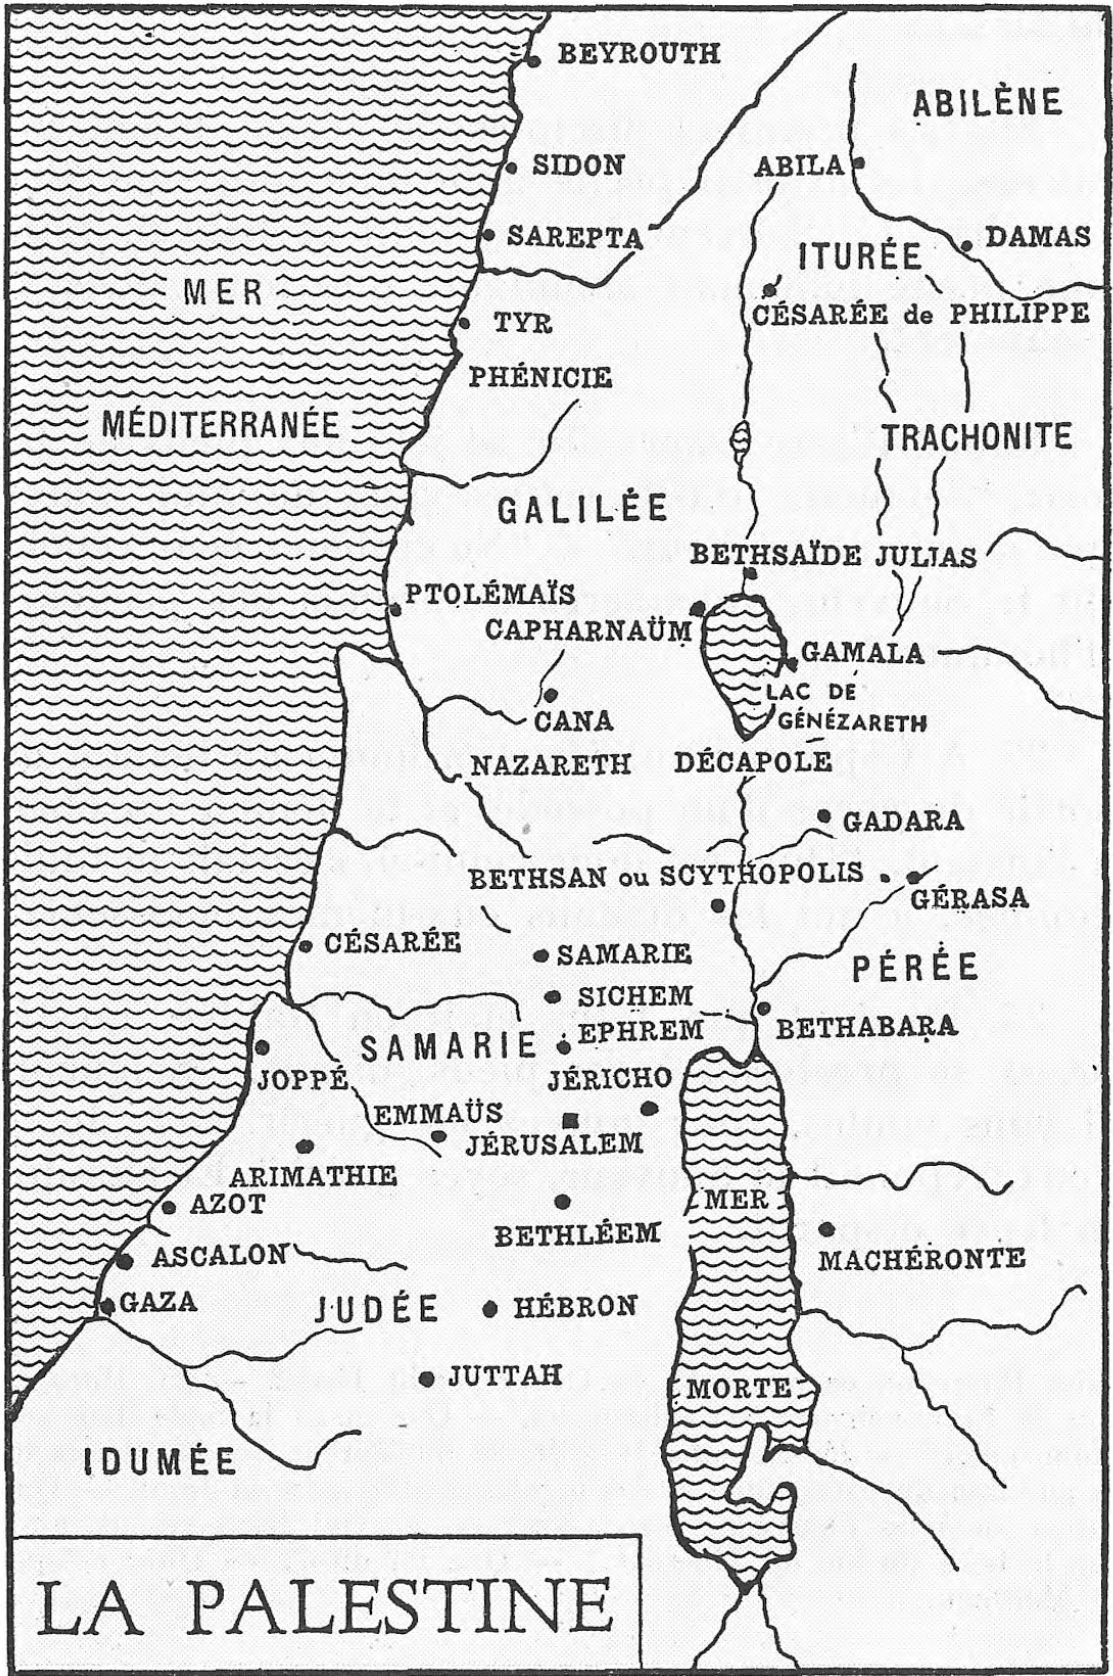 BEYROUTH
ABILÈNE
SIDON
ABILA
SAREPTA
DAMAS
ITURÉE
MER
CÉSARÉE de PHILIPPE
TYR
PHÉNICIE
MÉDITERRANÉE
TRACHONITE
GALILÉE
BETHSAÏDE JULIAS
PTOLÉMAÏS
CAPHARNAÜM
GAMALA
LAC DE
GÉNÉZARETH
CANA
NAZARETH
DÉCAPOLE
GADARA
BETHSAN ou SCYTHOPOLIS
GÉRASA
CÉSARÉE
SAMARIE
PÉRÉE
SICHEM
EPHREM
BETHABARA
SAMARIE
JOPPÉ
JÉRICHO
EMMAÜS
JÉRUSALEM
ARIMATHIE
AZOT
MER
BETHLÉEM
ASCALON
MACHÉRONTE
GAZA
JUDÉE
HÉBRON
JUTTAH
MORTE
IDUMÉE
LA PALESTINE